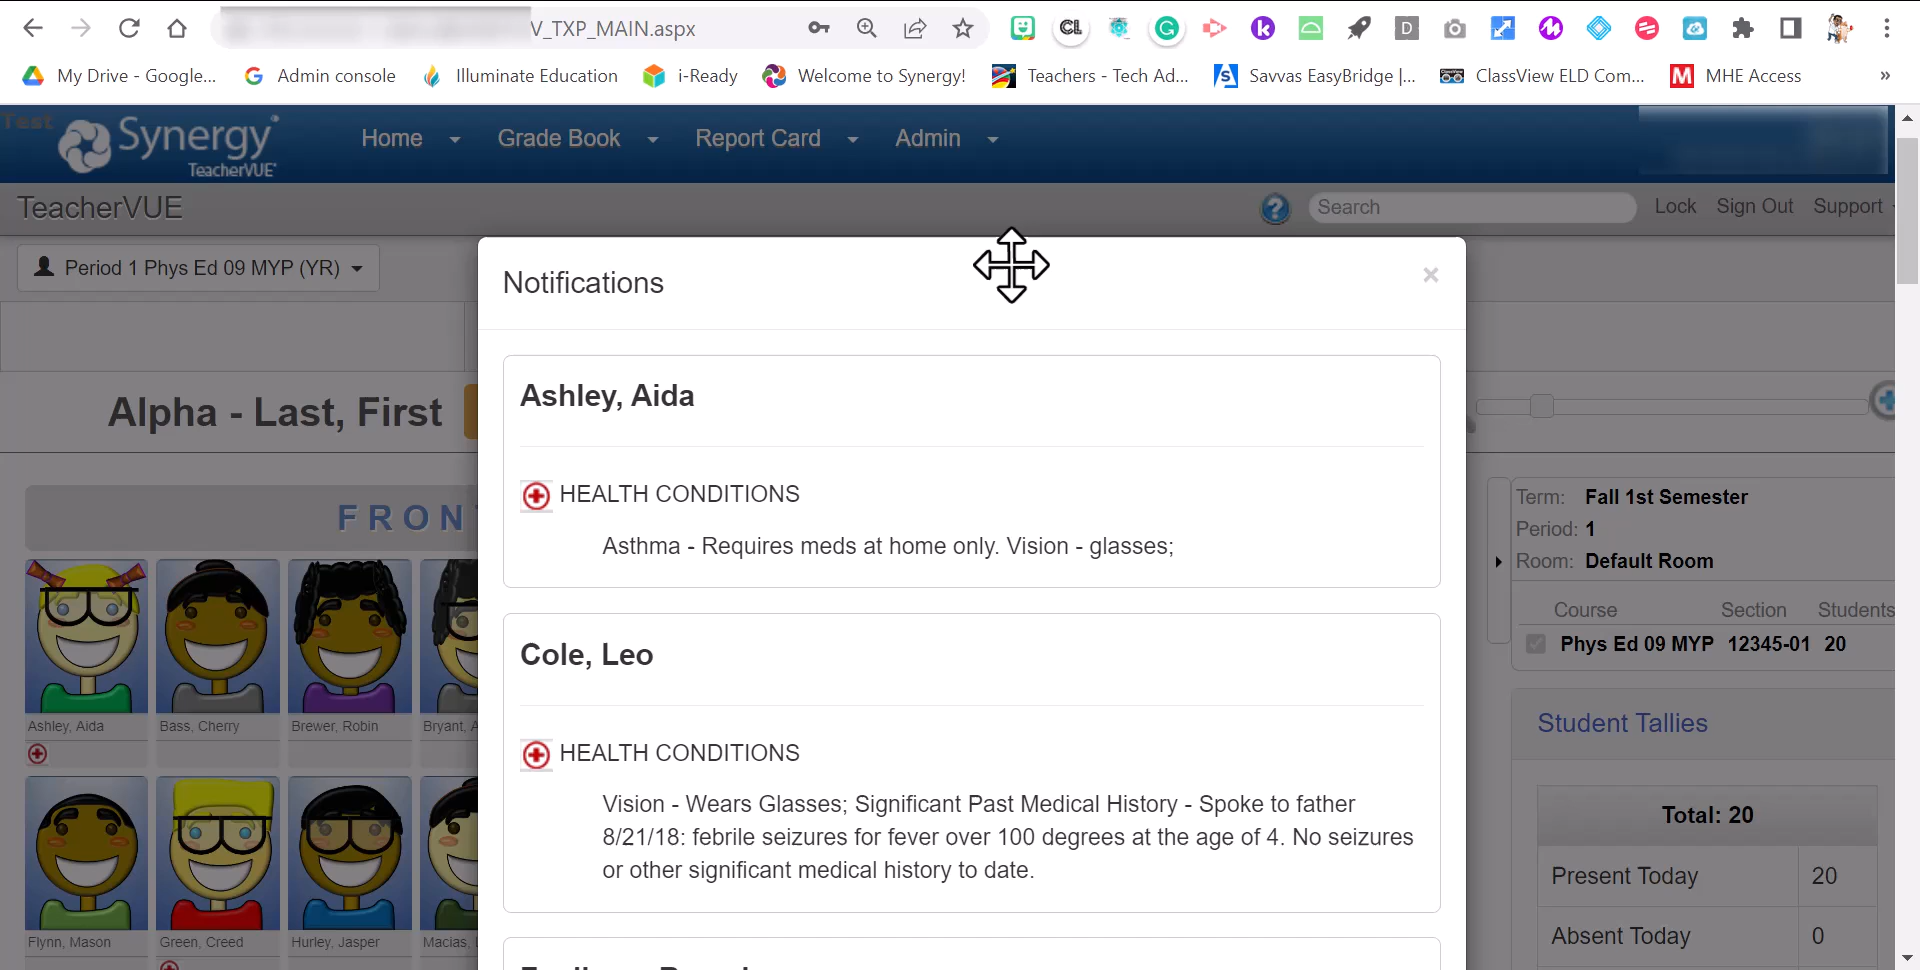 V_TXP_MAIN.aspx
CL
G
k
D
My Drive - Google...
G Admin console
Illuminate Education
i-Ready
Welcome to Synergy!
Teachers - Tech Ad...
S Savvas EasyBridge |...
ClassView ELD Com...
M MHE Access
»
Test
Synergy
TeacherVUE
Home
Grade Book
Report Card
Admin
TeacherVUE
?
Search
Lock
Sign Out
Support
Period 1 Phys Ed 09 MYP (YR)
Notifications
×
Alpha - Last, First
Ashley, Aida
HEALTH CONDITIONS
Asthma - Requires meds at home only. Vision - glasses;
Cole, Leo
HEALTH CONDITIONS
Vision - Wears Glasses; Significant Past Medical History - Spoke to father
8/21/18: febrile seizures for fever over 100 degrees at the age of 4. No seizures
or other significant medical history to date.
FRON
Ashley, Aida
Bass, Cherry
Brewer, Robin
Bryant, A
Flynn, Mason
Green, Creed
Hurley, Jasper
Macias,
Term: Fall 1st Semester
Period: 1
Room: Default Room
Course Section Students
Phys Ed 09 MYP 12345-01 20
Student Tallies
Total: 20
Present Today 20
Absent Today 0